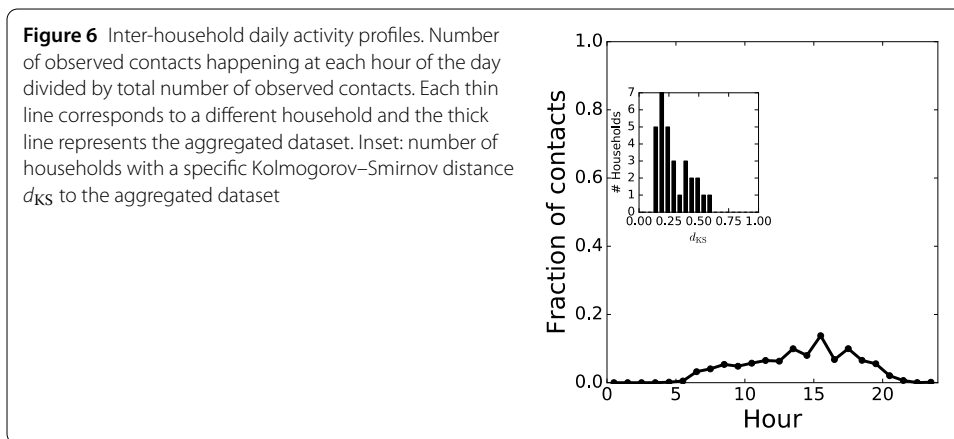 Figure 6 Inter-household daily activity profiles. Number
of observed contacts happening at each hour of the day
divided by total number of observed contacts. Each thin
line corresponds to a different household and the thick
line represents the aggregated dataset. Inset: number of
households with a specific Kolmogorov–Smirnov distance
dKS to the aggregated dataset
1.0
0.8
0.6
0.4
0.2
0.0
Fraction of contacts
7
6
5
4
3
2
1
0
# Households
0.00 0.25 0.50 0.75 1.00
dKS
0 5 10 15 20
Hour